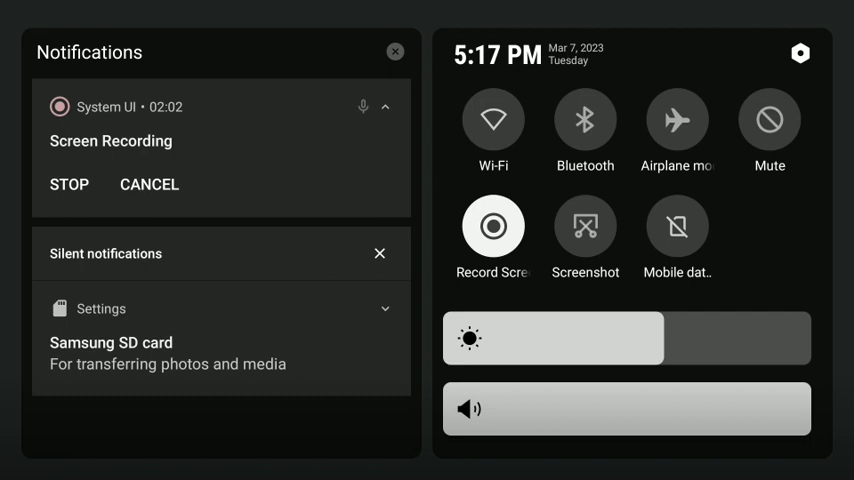 Notifications
System UI • 02:02
Screen Recording
STOP CANCEL
Silent notifications
Settings
Samsung SD card
For transferring photos and media
5:17 PM
Mar 7, 2023
Tuesday
Wi-Fi Bluetooth Airplane mo Mute
Record Scre Screenshot Mobile dat..